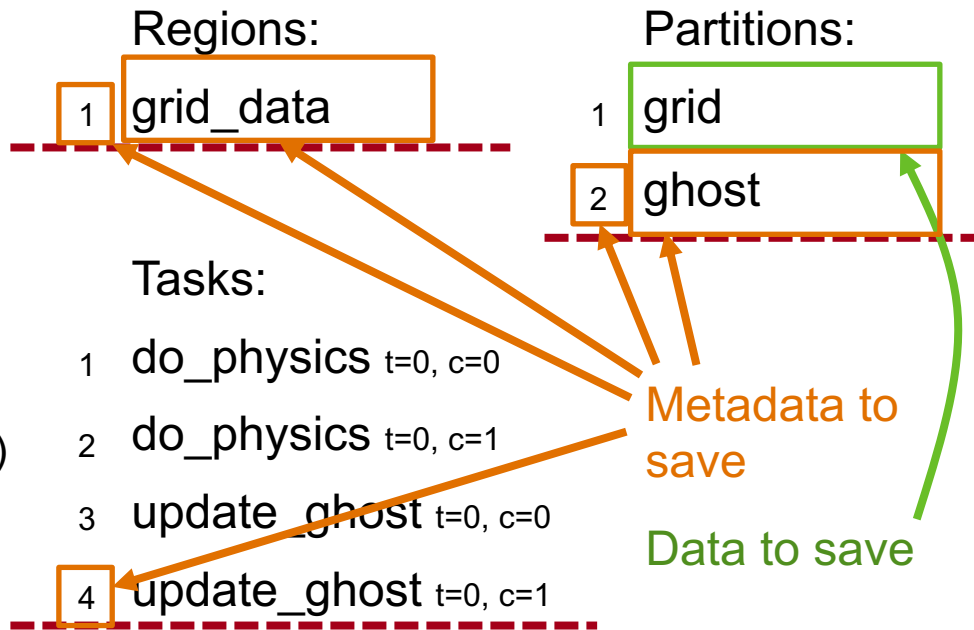 Regions:
1 grid_data
Partitions:
1 grid
2 ghost
Tasks:
1 do_physics t=0, c=0
2 do_physics t=0, c=1
)
3 update_ghost t=0, c=0
4 update_ghost t=0, c=1
Metadata to
save
Data to save